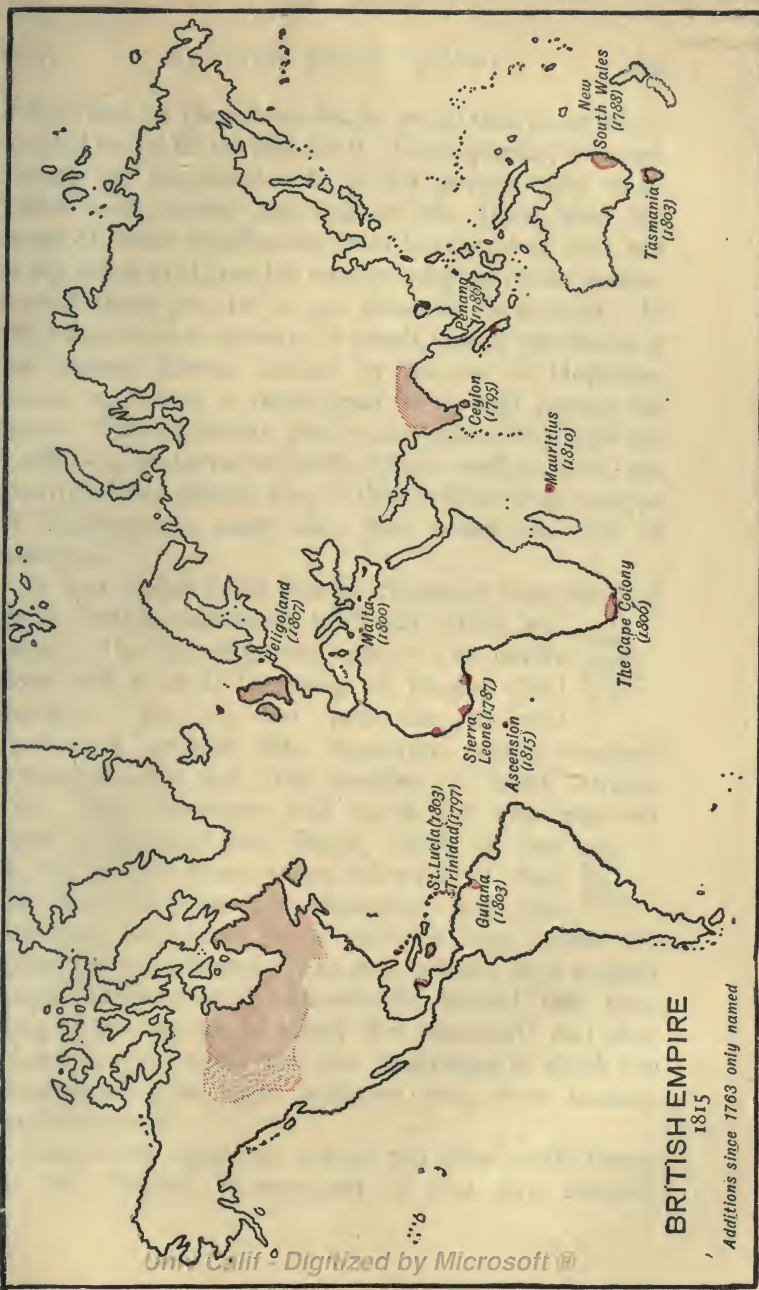 New
South Wales
(1788)
Tasmania
(1803)
Penang
(1786)
Ceylon
(1795)
Mauritius
(1810)
Heligoland
(1807)
Malta
(1800)
The Cape Colony
(1800)
Sierra
Leone (1787)
Ascension
(1815)
St. Lucia (1803)
Trinidad (1797)
Guiana
(1803)
BRITISH EMPIRE
1815
Additions since 1763 only named
Univ Calif - Digitized by Microsoft ®